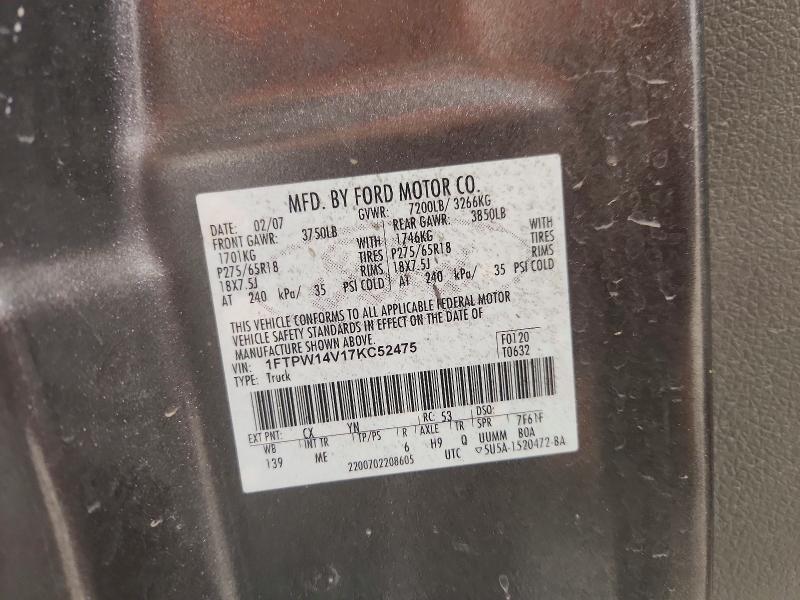 MFD. BY FORD MOTOR CO.
DATE: 02/07 GVWR: 7200LB/ 3266KG
FRONT GAWR: 3750LB REAR GAWR: 3850LB
1701KG WITH 1746KG WITH
P275/65R18 TIRES P275/65R18 TIRES
18X7.5J RIMS 18X7.5J RIMS
AT 240 kPa/ 35 PSI COLD AT 240 kPa/ 35 PSI COLD
THIS VEHICLE CONFORMS TO ALL APPLICABLE FEDERAL MOTOR
VEHICLE SAFETY STANDARDS IN EFFECT ON THE DATE OF
MANUFACTURE SHOWN ABOVE.
VIN: 1FTPW14V17KC52475 F0120
TYPE: Truck T0632
EXT PNT: CX YN RC: 53 DSO:
WB INT TR TP/PS R AXLE TR SPR 7F61F
139 ME 6 H9 Q UUMM B0A
2200702208605 UTC ▽5U5A-1520472-BA